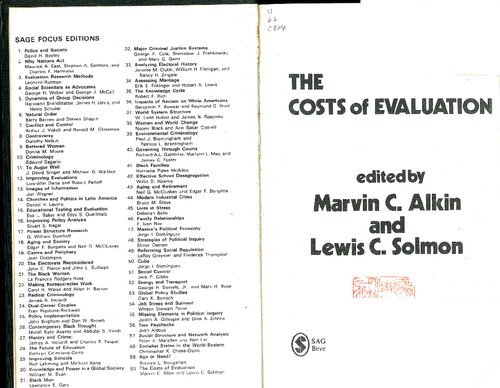 SAGE FOCUS EDITIONS
1. Police and Society
David H. Bayley
2. Why Nations Act
Maurice A. East, Stephen A. Salmore, and
Charles F. Hermann
3. Evaluation Research Methods
Leonard Rutman
4. Social Scientists as Advocates
George H. Weber and George J. McCall
5. Dynamics of Group Decisions
Hermann Brandstatter, James H. Davis, and
Heinz Schuler
6. Natural Order
Barry Barnes and Steven Shapin
7. Conflict and Control
Arthur J. Vidich and Ronald M. Glassman
8. Controversy
Dorothy Nelkin
9. Battered Women
Donna M. Moore
10. Criminology
Edward Sagarin
11. To Augur Well
J. David Singer and Michael D. Wallace
12. Improving Evaluations
Lois-ellin Datta and Robert Perloff
13. Images of Information
Jon Wagner
14. Churches and Politics in Latin America
Daniel H. Levine
15. Educational Testing and Evaluation
Eva L. Baker and Edys S. Quellmalz
16. Improving Policy Analysis
Stuart S. Nagel
17. Power Structure Research
G. William Domhoff
18. Aging and Society
Edgar F. Borgatta and Neil G. McCluskey
19. Centre and Periphery
Jean Gottmann
20. The Electorate Reconsidered
John C. Pierce and John L. Sullivan
21. The Black Woman
La Frances Rodgers-Rose
22. Making Bureaucracies Work
Carol H. Weiss and Allen H. Barton
23. Radical Criminology
James A. Inciardi
24. Dual-Career Couples
Fran Pepitone-Rockwell
25. Policy Implementation
John Brigham and Don W. Brown
26. Contemporary Black Thought
Molefi Kete Asante and Abdulai S. Vandi
27. History and Crime
James A. Inciardi and Charles E. Faupel
28. The Future of Education
Kathryn Cirincione-Coles
29. Improving Schools
Rolf Lehming and Michael Kane
30. Knowledge and Power in a Global Society
William M. Evan
31. Black Men
Lawrence E. Gary
32. Major Criminal Justice Systems
George F. Cole, Stanislaw J. Frankowski,
and Marc G. Gertz
33. Analyzing Electoral History
Jerome M. Clubb, William H. Flanigan, and
Nancy H. Zingale
34. Assessing Marriage
Erik E. Filsinger and Robert A. Lewis
35. The Knowledge Cycle
Robert F. Rich
36. Impacts of Racism on White Americans
Benjamin P. Bowser and Raymond G. Hunt
37. World System Structure
W. Ladd Hollist and James N. Rosenau
38. Women and World Change
Naomi Black and Ann Baker Cottrell
39. Environmental Criminology
Paul J. Brantingham and
Patricia L. Brantingham
40. Governing Through Courts
Richard A.L. Gambitta, Marlynn L. May, and
James C. Foster
41. Black Families
Harriette Pipes McAdoo
42. Effective School Desegregation
Willis D. Hawley
43. Aging and Retirement
Neil G. McCluskey and Edgar F. Borgatta
44. Modern Industrial Cities
Bruce M. Stave
45. Lives in Stress
Deborah Belle
46. Family Relationships
F. Ivan Nye
47. Mexico's Political Economy
Jorge I. Domínguez
48. Strategies of Political Inquiry
Elinor Ostrom
49. Reforming Social Regulation
LeRoy Graymer and Frederick Thompson
50. Cuba
Jorge I. Domínguez
51. Social Control
Jack P. Gibbs
52. Energy and Transport
George H. Daniels, Jr., and Mark H. Rose
53. Global Policy Studies
Gary K. Bertsch
54. Job Stress and Burnout
Whiton Stewart Paine
55. Missing Elements in Political Inquiry
Judith A. Gillespie and Dina A. Zinnes
56. Two Paychecks
Joan Aldous
57. Social Structure and Network Analysis
Peter V. Marsden and Nan Lin
58. Socialist States in the World-System
Christopher K. Chase-Dunn
59. Age or Need?
Bernice L. Neugarten
60. The Costs of Evaluation
Marvin C. Alkin and Lewis C. Solmon
THE
COSTS of EVALUATION
edited by
Marvin C. Alkin
and
Lewis C. Solmon
S
SAG
Beve